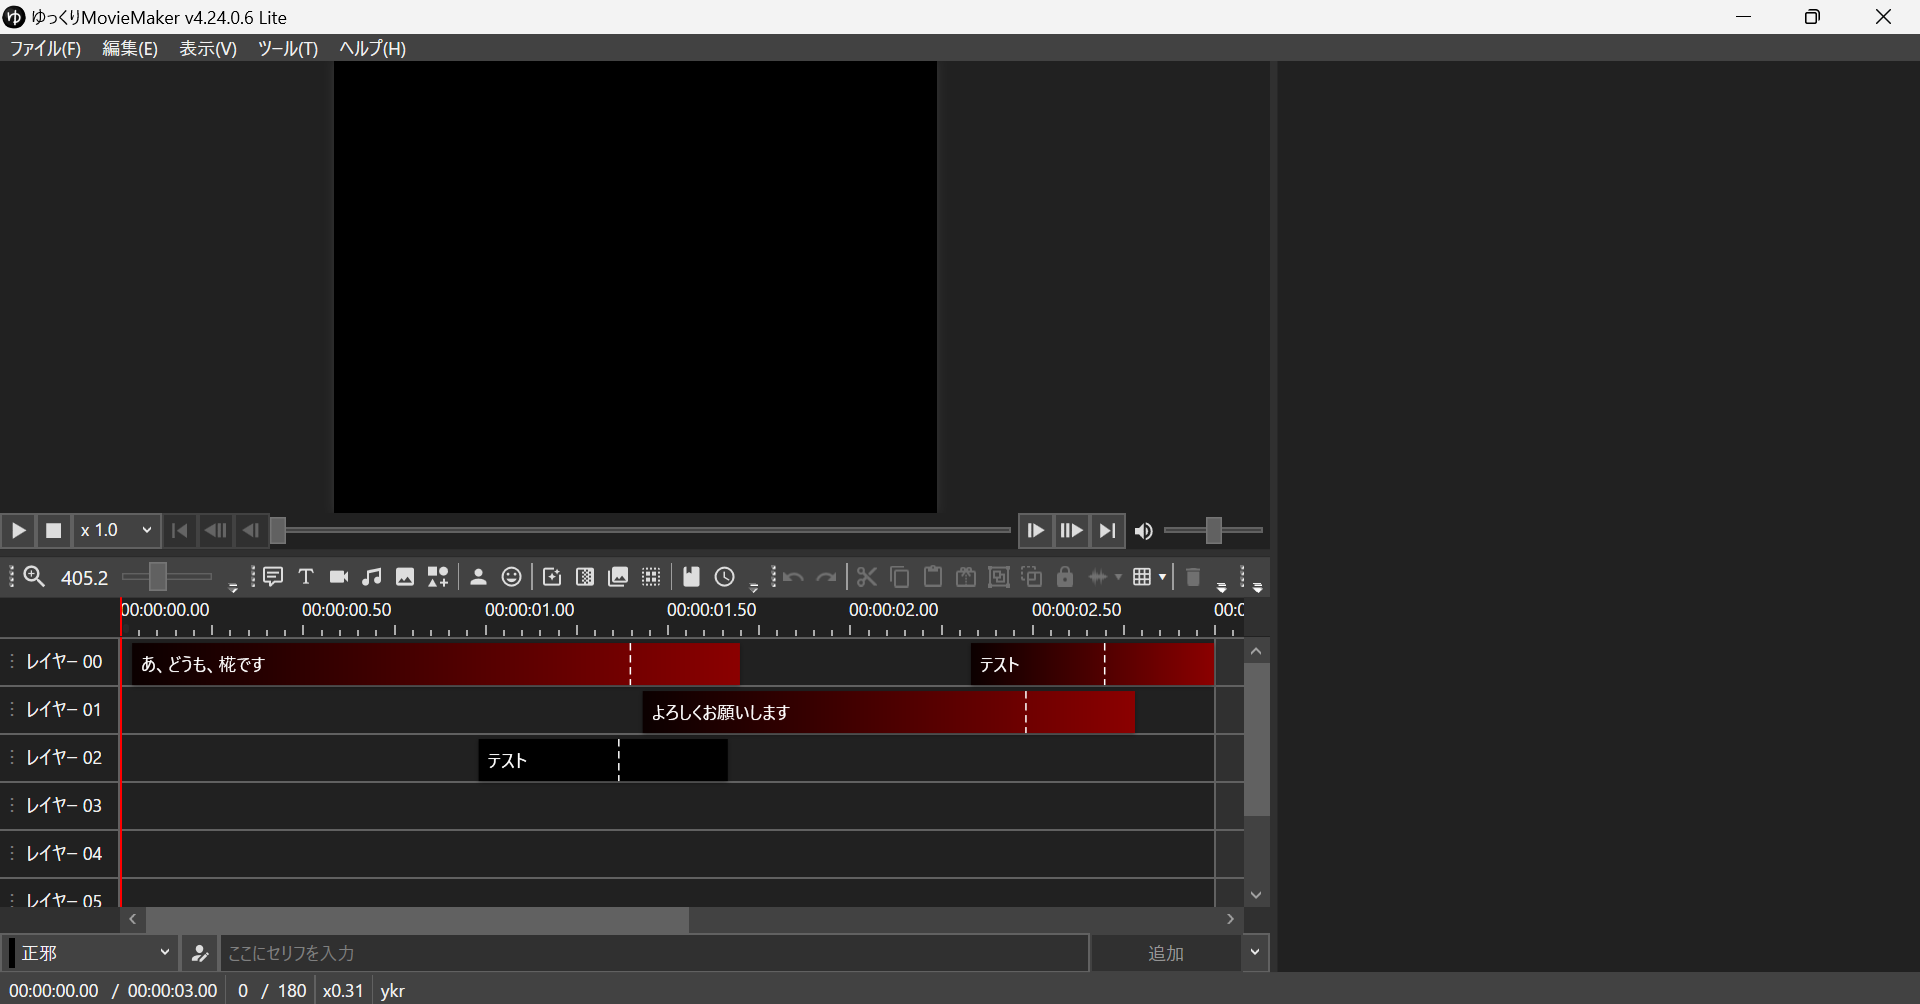 ゆ ゆっくりMovieMaker v4.24.0.6 Lite
ファイル(F) 編集(E) 表示(V) ツール(T) ヘルプ(H)
x 1.0
405.2
00:00:00.00 00:00:00.50 00:00:01.00 00:00:01.50 00:00:02.00 00:00:02.50 00:0
レイヤー 00 あ、どうも、椛です テスト
レイヤー 01 よろしくお願いします
レイヤー 02 テスト
レイヤー 03
レイヤー 04
レイヤー 05
正邪 ここにセリフを入力 追加
00:00:00.00 / 00:00:03.00 0 / 180 x0.31 ykr